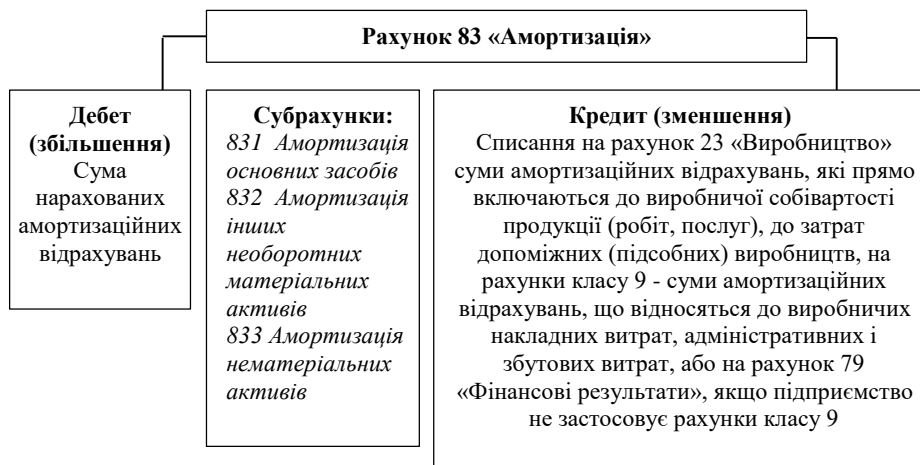 Рахунок 83 «Амортизація»
Дебет
(збільшення)
Сума
нарахованих
амортизаційних
відрахувань
Субрахунки:
831 Амортизація
основних засобів
832 Амортизація
інших
необоротних
матеріальних
активів
833 Амортизація
нематеріальних
активів
Кредит (зменшення)
Списання на рахунок 23 «Виробництво»
суми амортизаційних відрахувань, які прямо
включаються до виробничої собівартості
продукції (робіт, послуг), до затрат
допоміжних (підсобних) виробництв, на
рахунки класу 9 - суми амортизаційних
відрахувань, що відносяться до виробничих
накладних витрат, адміністративних і
збутових витрат, або на рахунок 79
«Фінансові результати», якщо підприємство
не застосовує рахунки класу 9